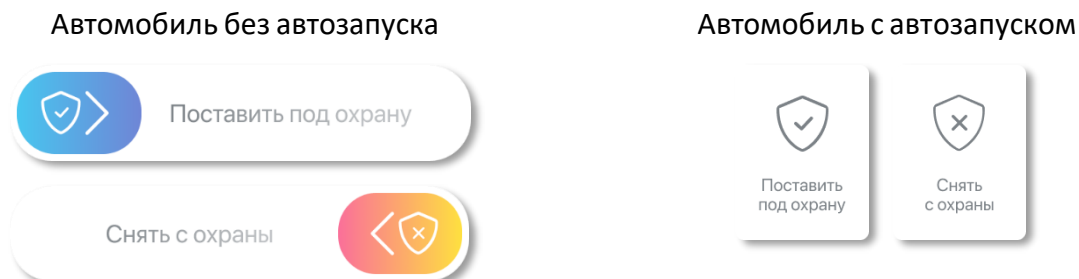 Автомобиль без автозапуска
Поставить под охрану
Снять с охраны
Автомобиль с автозапуском
Поставить
под охрану
Снять
с охраны